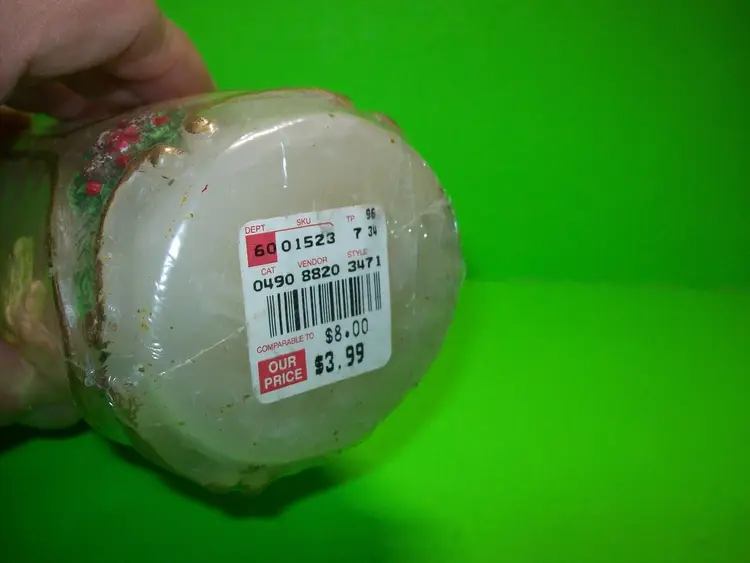 DEPT SKU TP 96
60 01523 7 34
CAT VENDOR STYLE
0490 8820 3471
COMPARABLE TO $8.00
OUR PRICE $3.99